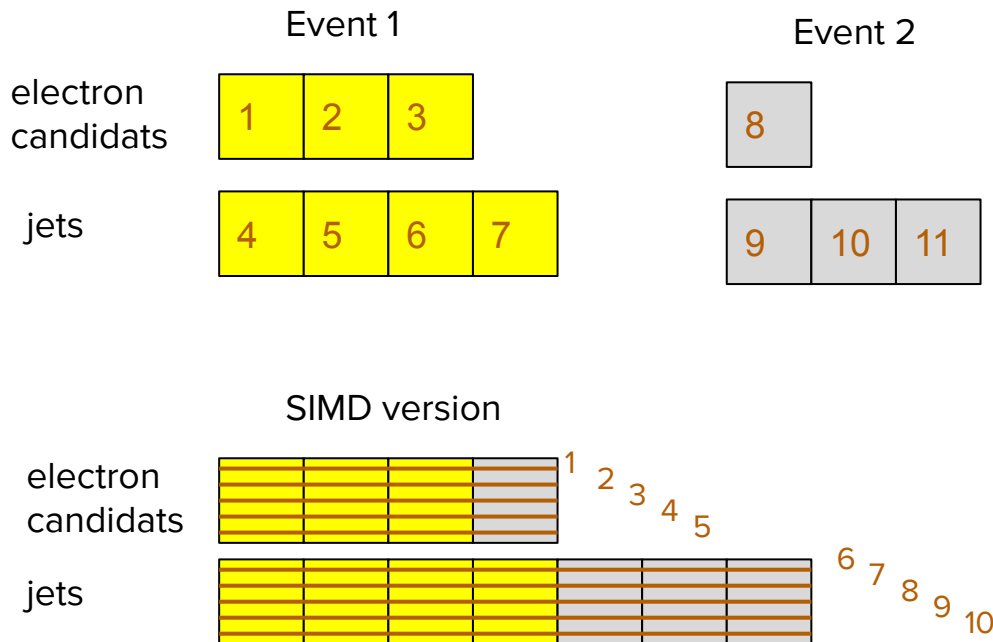 Event 1
Event 2
electron
candidats
1 2 3
8
jets
4 5 6 7
9 10 11
SIMD version
electron
candidats
1
2
3
4
5
jets
6
7
8
9
10